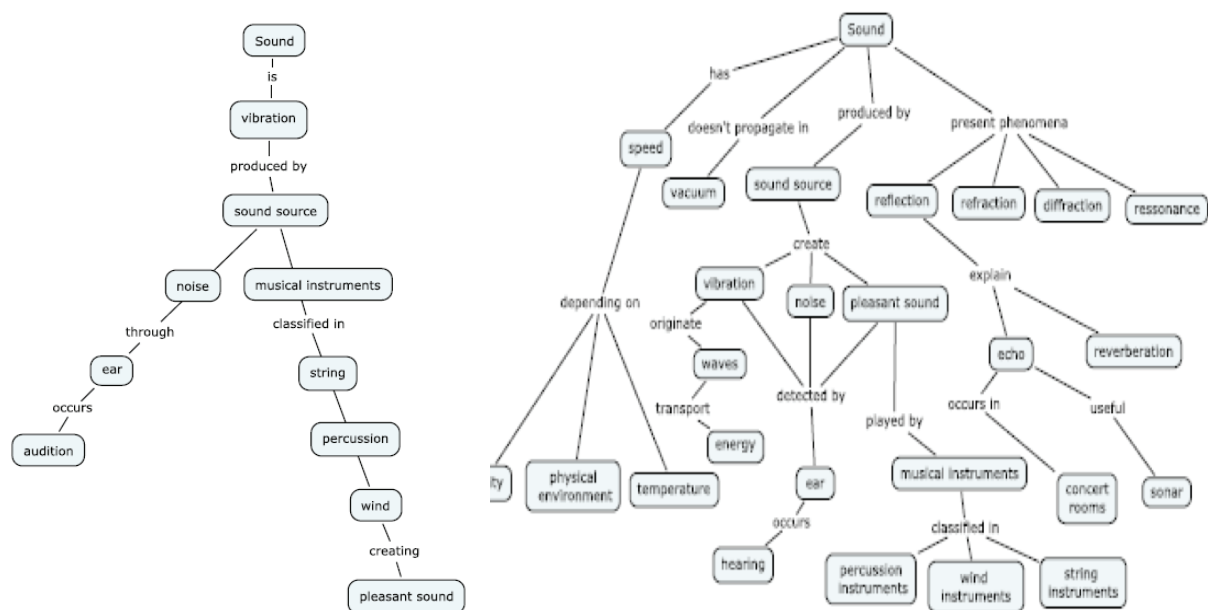 Sound
is
vibration
produced by
sound source
noise
musical instruments
through
classified in
ear
string
occurs
audition
percussion
wind
creating
pleasant sound
Sound
has
doesn't propagate in
produced by
present phenomena
speed
vacuum
sound source
reflection
refraction
diffraction
ressonance
create
explain
vibration
noise
pleasant sound
depending on
originate
waves
echo
reverberation
transport
detected by
played by
occurs in
useful
energy
ity
physical
environment
temperature
ear
musical instruments
concert
rooms
sonar
occurs
classified in
hearing
percussion
instruments
wind
instruments
string
instruments